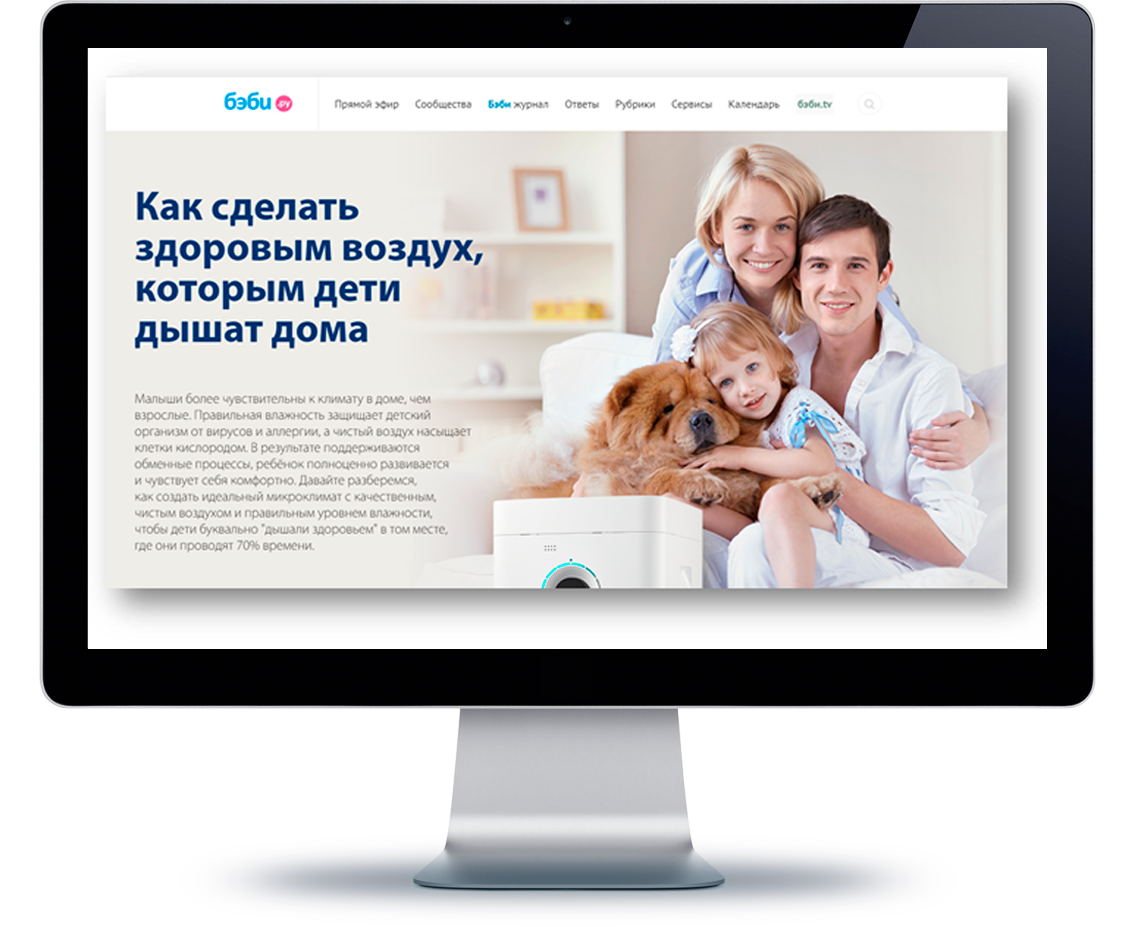 бэби .ру
Прямой эфир Сообщества Бэби журнал Ответы Рубрики Сервисы Календарь бэби.tv
Как сделать
здоровым воздух,
которым дети
дышат дома
Малыши более чувствительны к климату в доме, чем
взрослые. Правильная влажность защищает детский
организм от вирусов и аллергии, а чистый воздух насыщает
клетки кислородом. В результате поддерживаются
обменные процессы, ребёнок полноценно развивается
и чувствует себя комфортно. Давайте разберемся,
как создать идеальный микроклимат с качественным,
чистым воздухом и правильным уровнем влажности,
чтобы дети буквально "дышали здоровьем" в том месте,
где они проводят 70% времени.